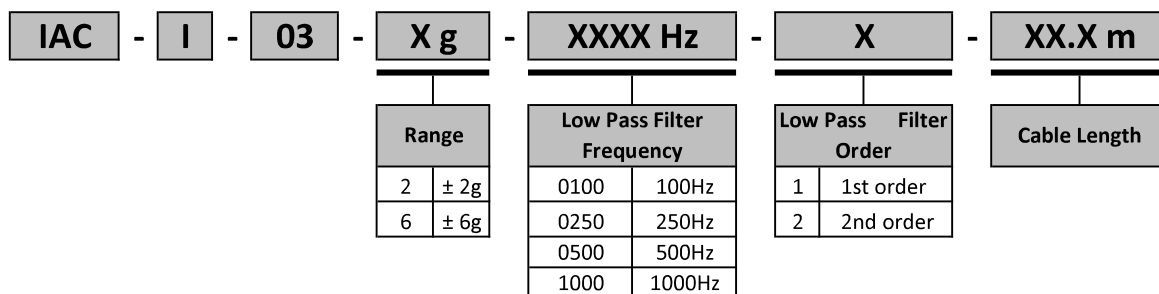 IAC - I - 03 - X g - XXXX Hz - X - XX.X m
Range
2 ± 2g
6 ± 6g
Low Pass Filter
Frequency
0100 100Hz
0250 250Hz
0500 500Hz
1000 1000Hz
Low Pass Filter
Order
1 1st order
2 2nd order
Cable Length